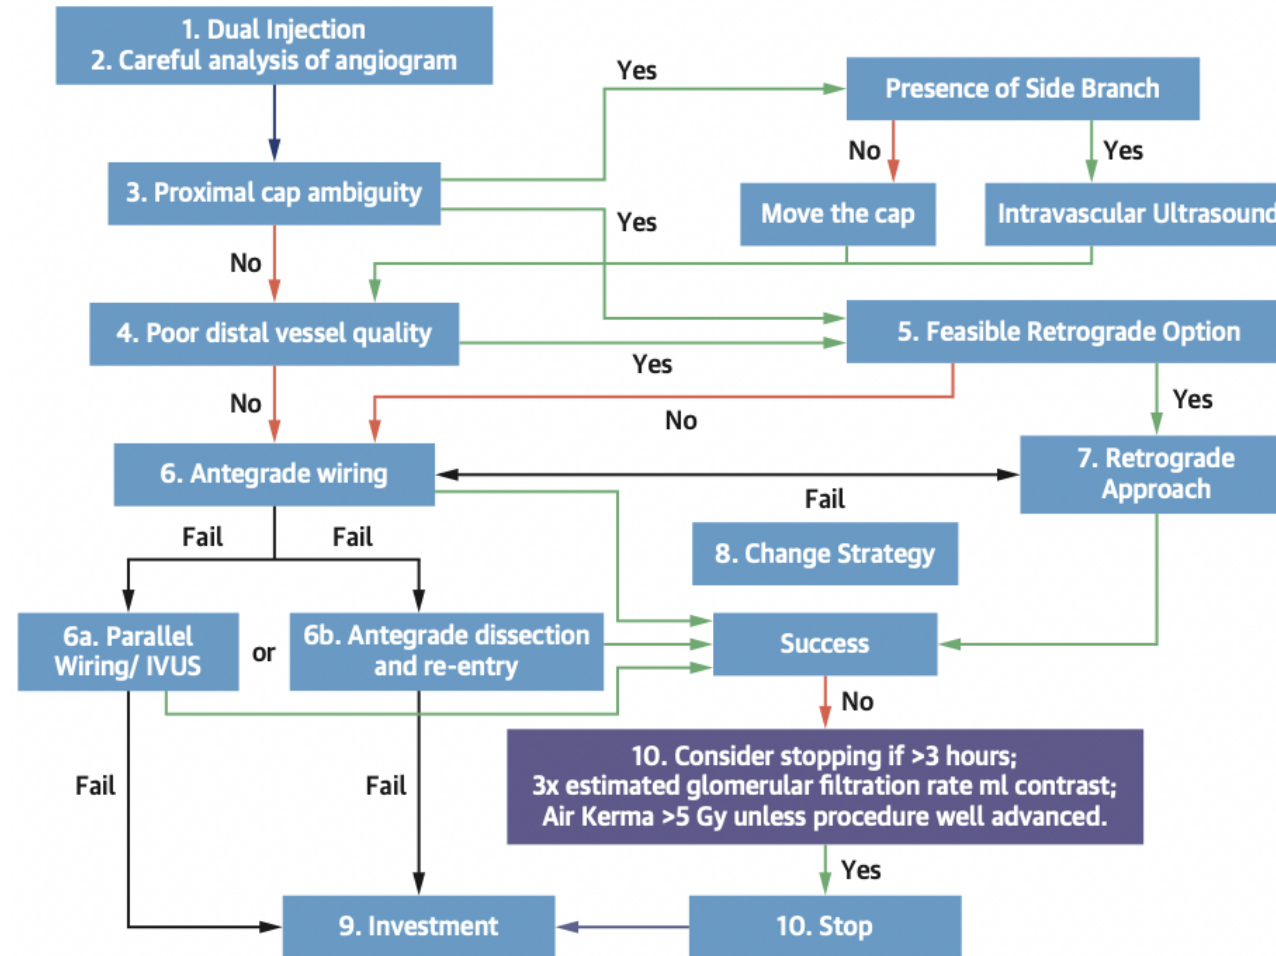 1. Dual Injection
2. Careful analysis of angiogram
Yes
Presence of Side Branch
No
Yes
3. Proximal cap ambiguity
Move the cap
Intravascular Ultrasound
Yes
No
4. Poor distal vessel quality
5. Feasible Retrograde Option
Yes
No
No
Yes
6. Antegrade wiring
7. Retrograde
Approach
Fail
Fail
Fail
8. Change Strategy
6a. Parallel
Wiring/ IVUS
or
6b. Antegrade dissection
and re-entry
Success
No
10. Consider stopping if >3 hours;
3x estimated glomerular filtration rate ml contrast;
Air Kerma >5 Gy unless procedure well advanced.
Fail
Fail
Yes
9. Investment
10. Stop